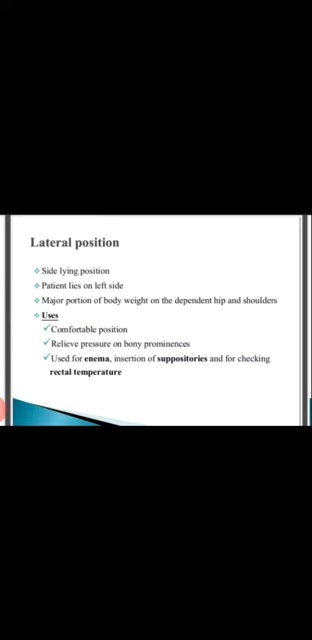 Lateral position
Side lying position
Patient lies on left side
Major portion of body weight on the dependent hip and shoulders
Uses
Comfortable position
Relieve pressure on bony prominences
Used for enema, insertion of suppositories and for checking
rectal temperature